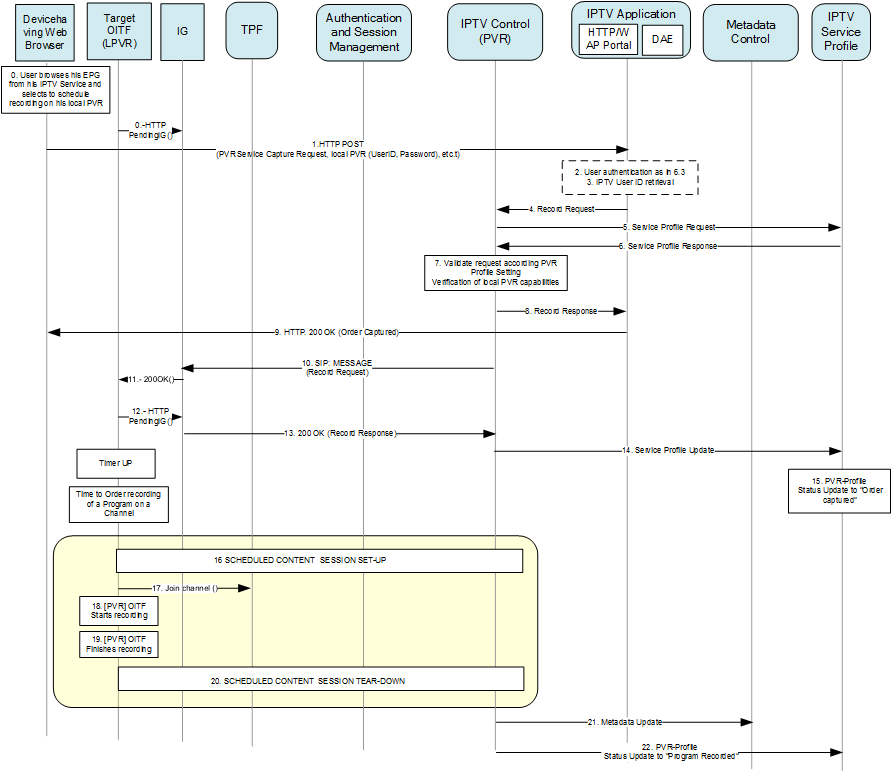 Deviceha
ving Web
Browser
Target
OITF
(LPVR)
IG
TPF
Authentication
and Session
Management
IPTV Control
(PVR)
IPTV Application
HTTP/W
AP Portal
DAE
Metadata
Control
IPTV
Service
Profile
0. User browses his EPG
from his IPTV Service and
selects to schedule
recording on his local PVR
0.-HTTP
PendingIG()
1.HTTP POST
(PVR Service Capture Request, local PVR (UserID, Password), etc.t)
2. User authentication as in 6.3
3. IPTV User ID retrieval
4. Record Request
5. Service Profile Request
6. Service Profile Response
7. Validate request according PVR
Profile Setting
Verification of local PVR capabilities
8. Record Response
9. HTTP. 200 OK (Order Captured)
10. SIP: MESSAGE
(Record Request)
11.- 200OK()
12.- HTTP
PendingIG()
13. 200 OK (Record Response)
14. Service Profile Update
Timer UP
15. PVR-Profile
Status Update to "Order
captured"
Time to Order recording
of a Program on a
Channel
16 SCHEDULED CONTENT SESSION SET-UP
17. Join channel ()
18. [PVR] OITF
Starts recording
19. [PVR] OITF
Finishes recording
20. SCHEDULED CONTENT SESSION TEAR-DOWN
21. Metadata Update
22. PVR-Profile
Status Update to "Program Recorded"